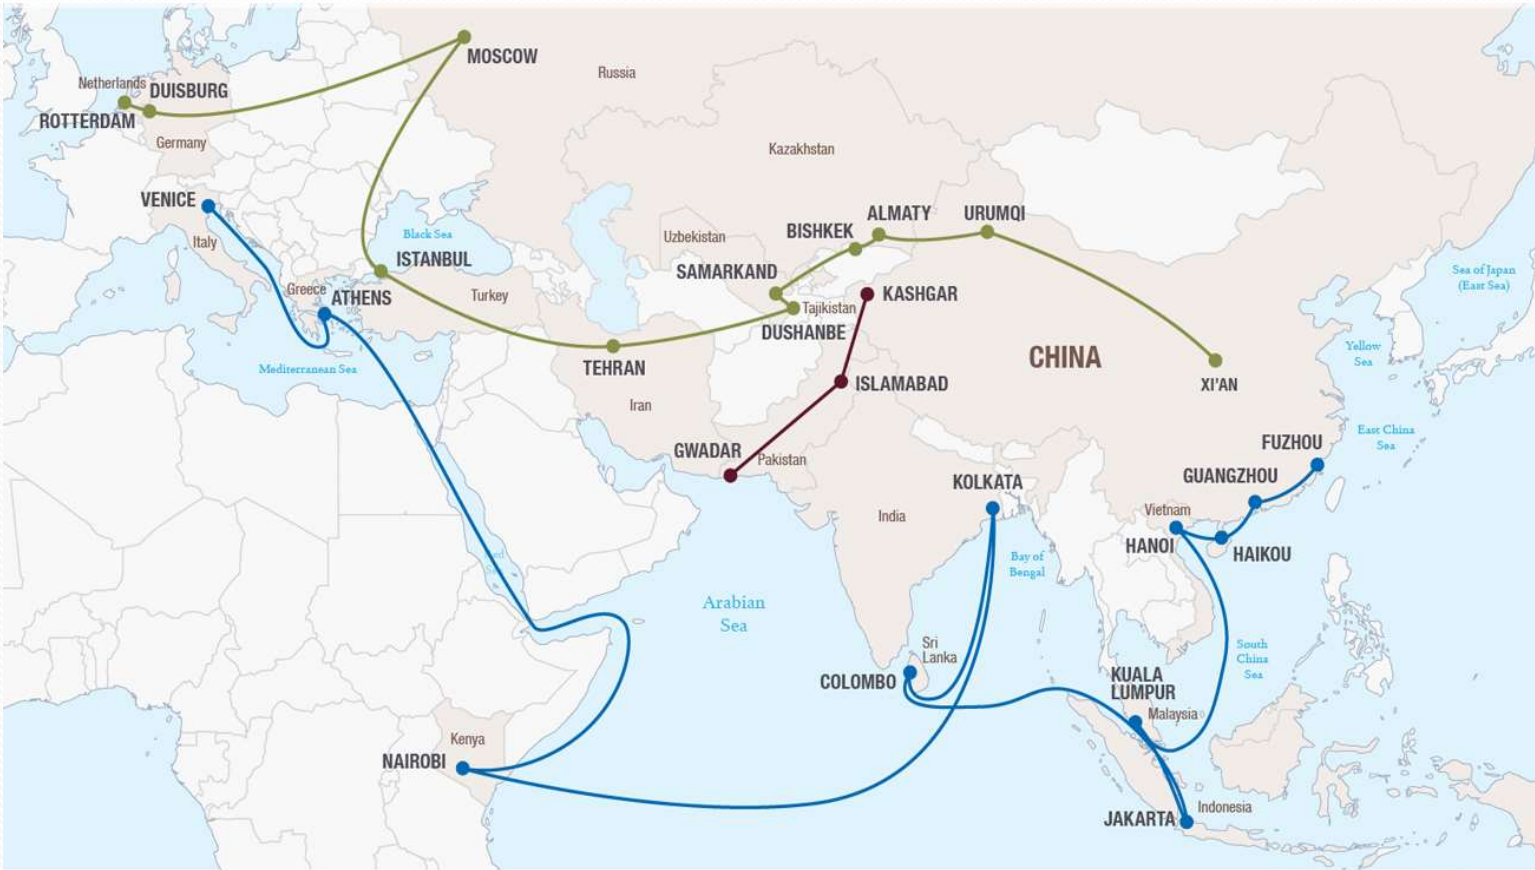 MOSCOW
Russia
Netherlands
DUISBURG
ROTTERDAM
Germany
Kazakhstan
VENICE
Italy
Black Sea
ISTANBUL
Uzbekistan
BISHKEK
ALMATY
URUMQI
SAMARKAND
Greece
ATHENS
Turkey
Tajikistan
DUSHANBE
KASHGAR
Sea of Japan
(East Sea)
Mediterranean Sea
TEHRAN
Iran
ISLAMABAD
CHINA
XI'AN
Yellow
Sea
East China
Sea
GWADAR
Pakistan
FUZHOU
GUANGZHOU
KOLKATA
India
Vietnam
HANOI
HAIKOU
Bay of
Bengal
Red
Sea
Arabian
Sea
Sri
Lanka
COLOMBO
South
China
Sea
KUALA
LUMPUR
Malaysia
Kenya
NAIROBI
JAKARTA
Indonesia